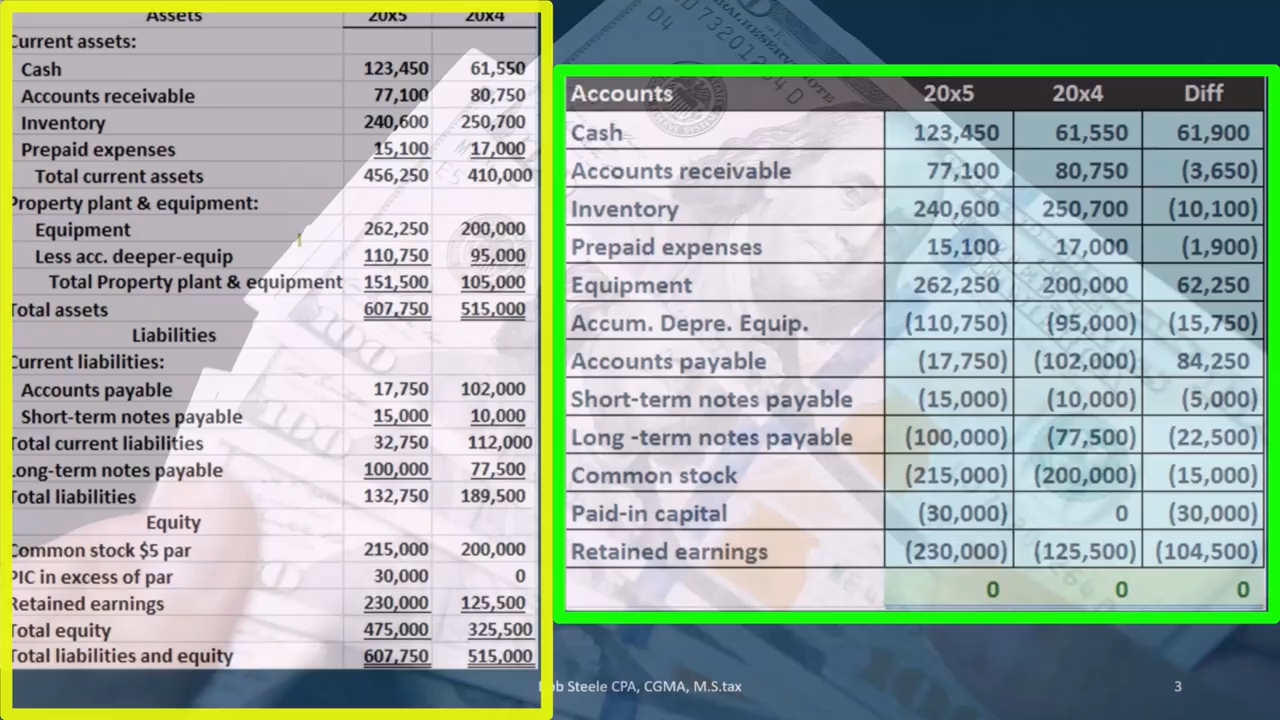 Assets 20x5 20x4
Current assets:
Cash 123,450 61,550
Accounts receivable 77,100 80,750
Inventory 240,600 250,700
Prepaid expenses 15,100 17,000
Total current assets 456,250 410,000
Property plant & equipment:
Equipment 262,250 200,000
Less acc. deeper-equip 110,750 95,000
Total Property plant & equipment 151,500 105,000
Total assets 607,750 515,000
Liabilities
Current liabilities:
Accounts payable 17,750 102,000
Short-term notes payable 15,000 10,000
Total current liabilities 32,750 112,000
Long-term notes payable 100,000 77,500
Total liabilities 132,750 189,500
Equity
Common stock $5 par 215,000 200,000
PIC in excess of par 30,000 0
Retained earnings 230,000 125,500
Total equity 475,000 325,500
Total liabilities and equity 607,750 515,000
Accounts 20x5 20x4 Diff
Cash 123,450 61,550 61,900
Accounts receivable 77,100 80,750 (3,650)
Inventory 240,600 250,700 (10,100)
Prepaid expenses 15,100 17,000 (1,900)
Equipment 262,250 200,000 62,250
Accum. Depre. Equip. (110,750) (95,000) (15,750)
Accounts payable (17,750) (102,000) 84,250
Short-term notes payable (15,000) (10,000) (5,000)
Long -term notes payable (100,000) (77,500) (22,500)
Common stock (215,000) (200,000) (15,000)
Paid-in capital (30,000) 0 (30,000)
Retained earnings (230,000) (125,500) (104,500)
0 0 0
Bob Steele CPA, CGMA, M.S.tax 3